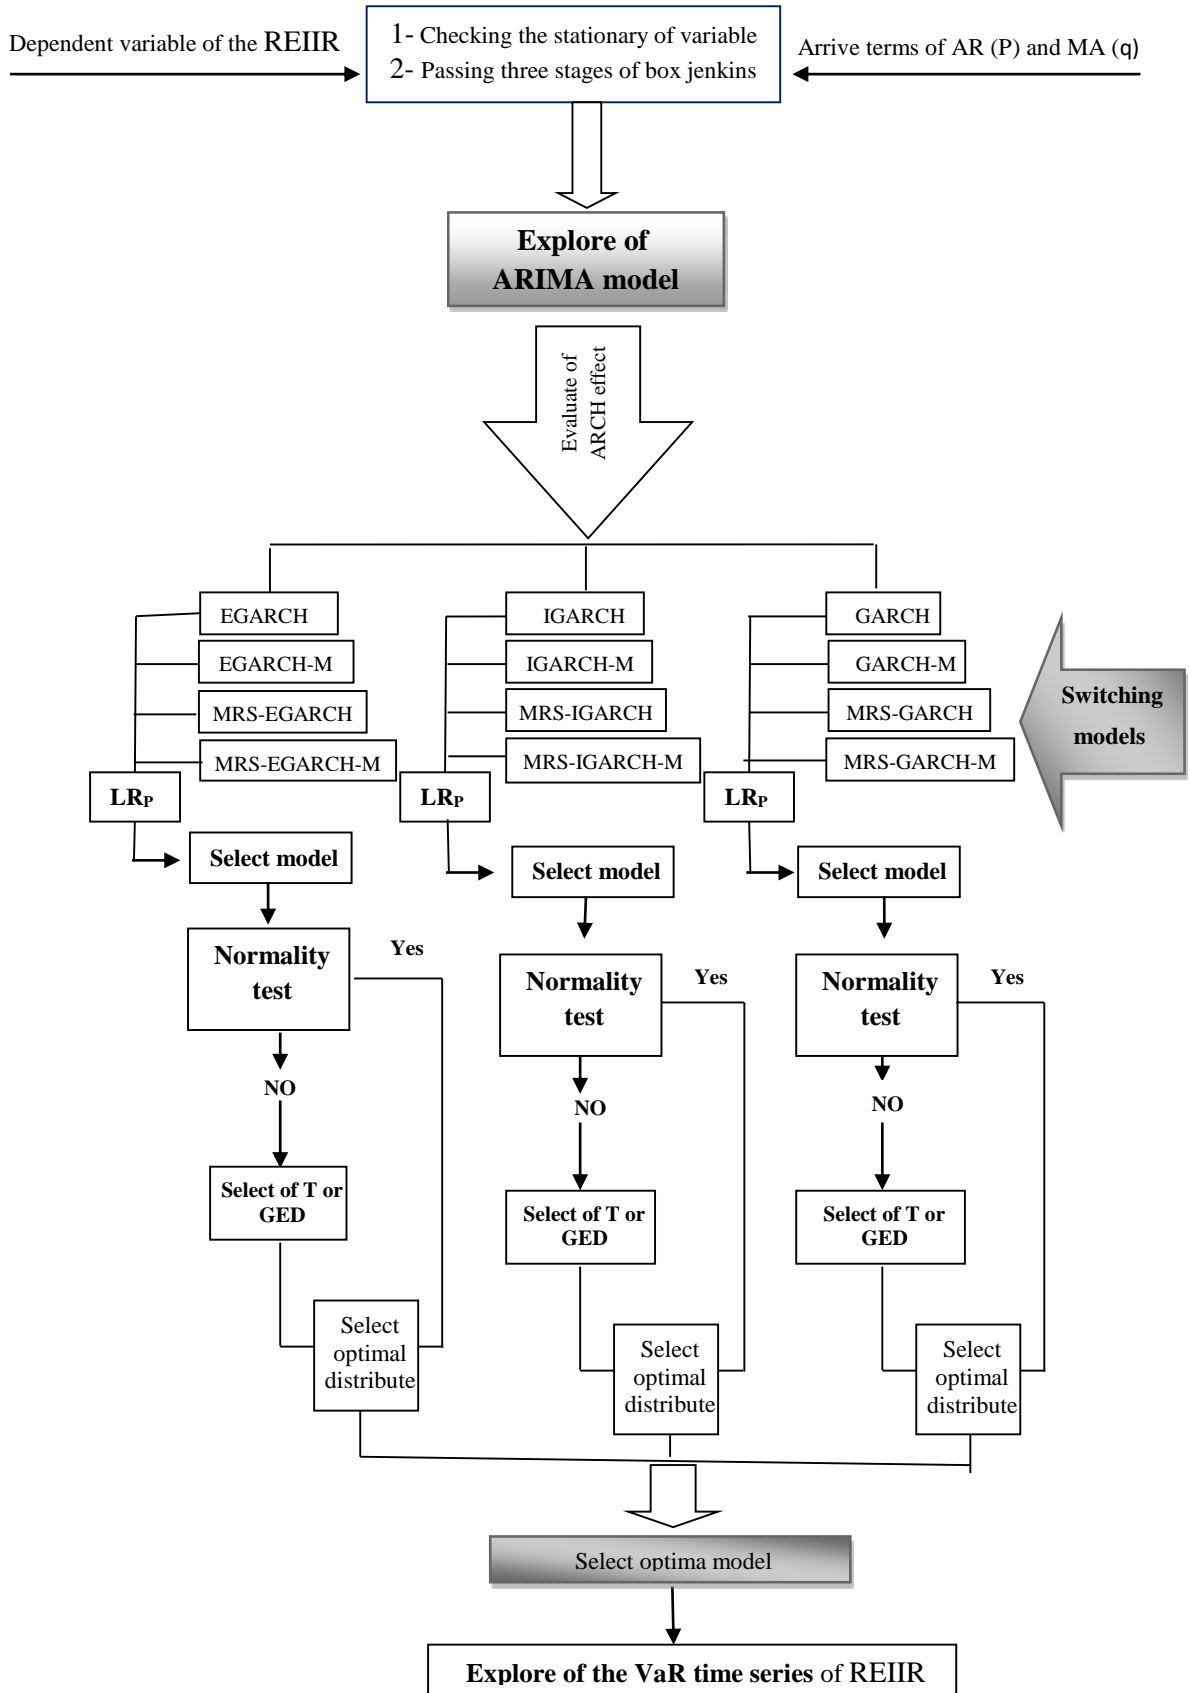 Dependent variable of the REIIR
1- Checking the stationary of variable
2- Passing three stages of box jenkins
Arrive terms of AR (P) and MA (q)
Explore of
ARIMA model
Evaluate of
ARCH effect
EGARCH
EGARCH-M
MRS-EGARCH
MRS-EGARCH-M
IGARCH
IGARCH-M
MRS-IGARCH
MRS-IGARCH-M
GARCH
GARCH-M
MRS-GARCH
MRS-GARCH-M
Switching
models
LRP
LRP
LRP
Select model
Select model
Select model
Normality
test
Yes
Normality
test
Yes
Normality
test
Yes
NO
NO
NO
Select of T or
GED
Select of T or
GED
Select of T or
GED
Select
optimal
distribute
Select
optimal
distribute
Select
optimal
distribute
Select optima model
Explore of the VaR time series of REIIR